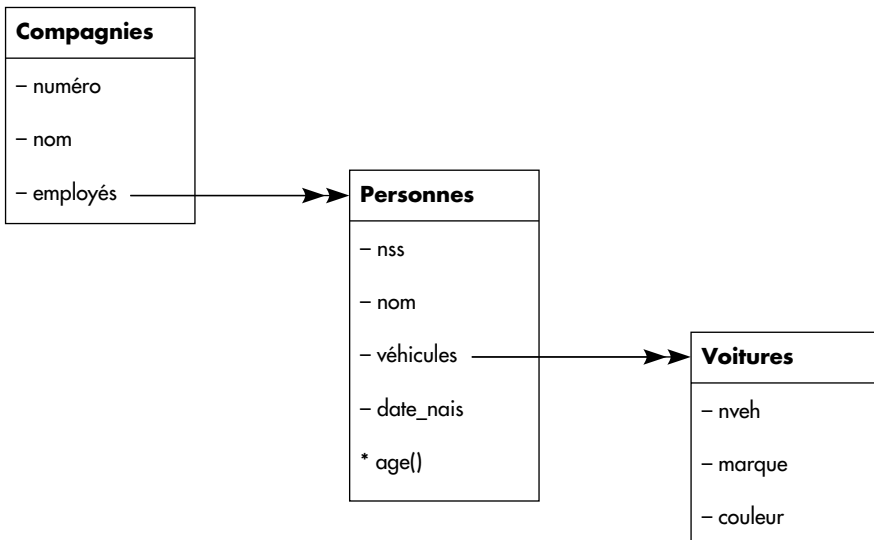 Compagnies
– numéro
– nom
– employés
Personnes
– nss
– nom
– véhicules
– date_nais
* age()
Voitures
– nveh
– marque
– couleur